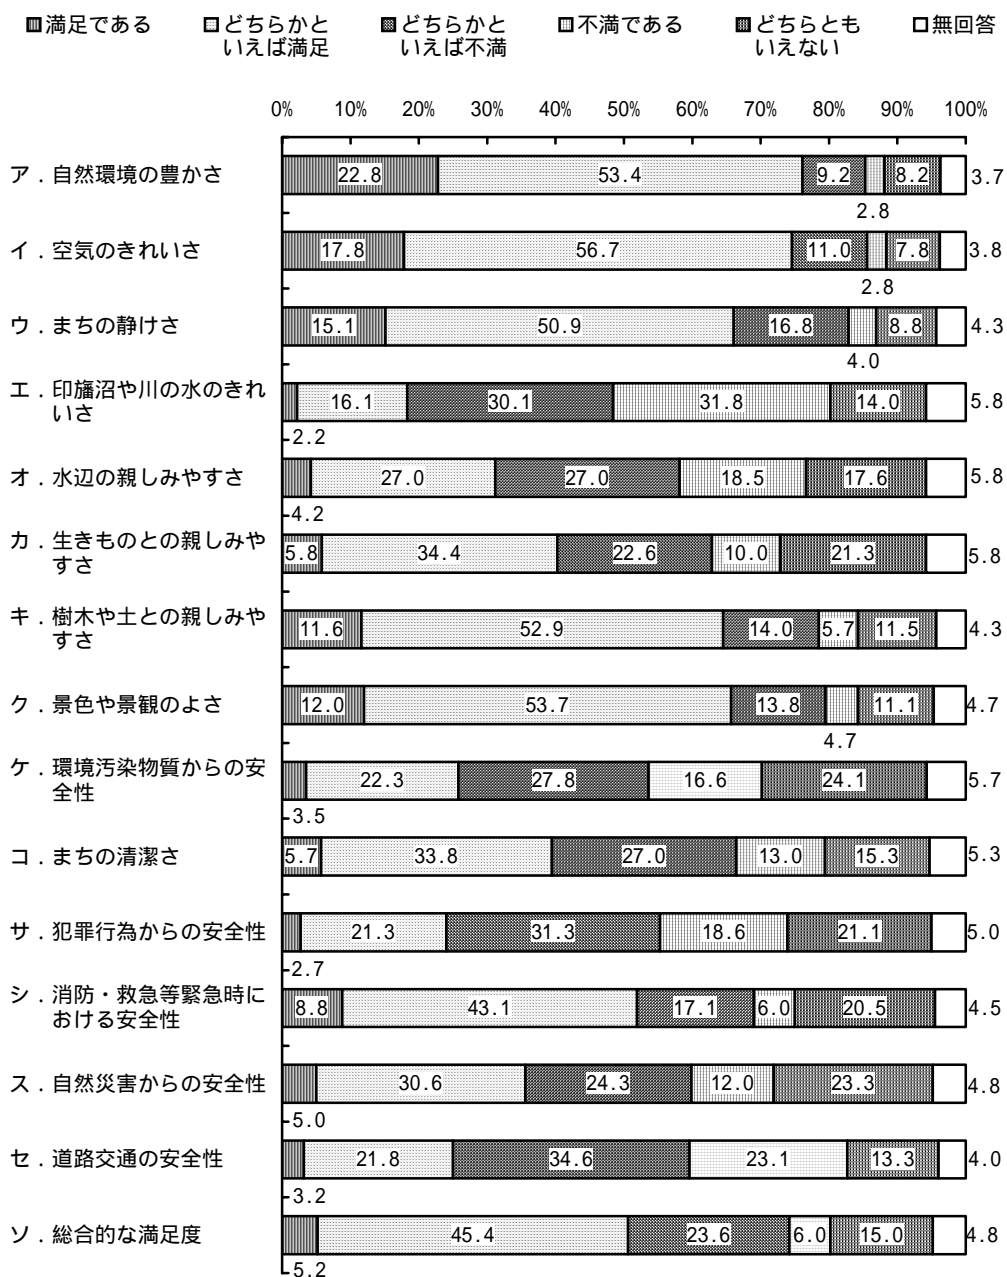 満足である どちらかと どちらかと 不満である どちらとも 無回答
いえば満足 いえば不満 いえない
0% 10% 20% 30% 40% 50% 60% 70% 80% 90% 100%
ア．自然環境の豊かさ 22.8 53.4 9.2 8.2 3.7
2.8
イ．空気のきれいさ 17.8 56.7 11.0 7.8 3.8
2.8
ウ．まちの静けさ 15.1 50.9 16.8 8.8 4.3
4.0
エ．印旛沼や川の水のきれ
いさ 16.1 30.1 31.8 14.0 5.8
2.2
オ．水辺の親しみやすさ 27.0 27.0 18.5 17.6 5.8
4.2
カ．生きものとの親しみや
すさ 5.8 34.4 22.6 10.0 21.3 5.8
キ．樹木や土との親しみや
すさ 11.6 52.9 14.0 5.7 11.5 4.3
ク．景色や景観のよさ 12.0 53.7 13.8 11.1 4.7
4.7
ケ．環境汚染物質からの安
全性 22.3 27.8 16.6 24.1 5.7
3.5
コ．まちの清潔さ 5.7 33.8 27.0 13.0 15.3 5.3
サ．犯罪行為からの安全性 21.3 31.3 18.6 21.1 5.0
2.7
シ．消防・救急等緊急時に
おける安全性 8.8 43.1 17.1 6.0 20.5 4.5
ス．自然災害からの安全性 30.6 24.3 12.0 23.3 4.8
5.0
セ．道路交通の安全性 21.8 34.6 23.1 13.3 4.0
3.2
ソ．総合的な満足度 45.4 23.6 6.0 15.0 4.8
5.2